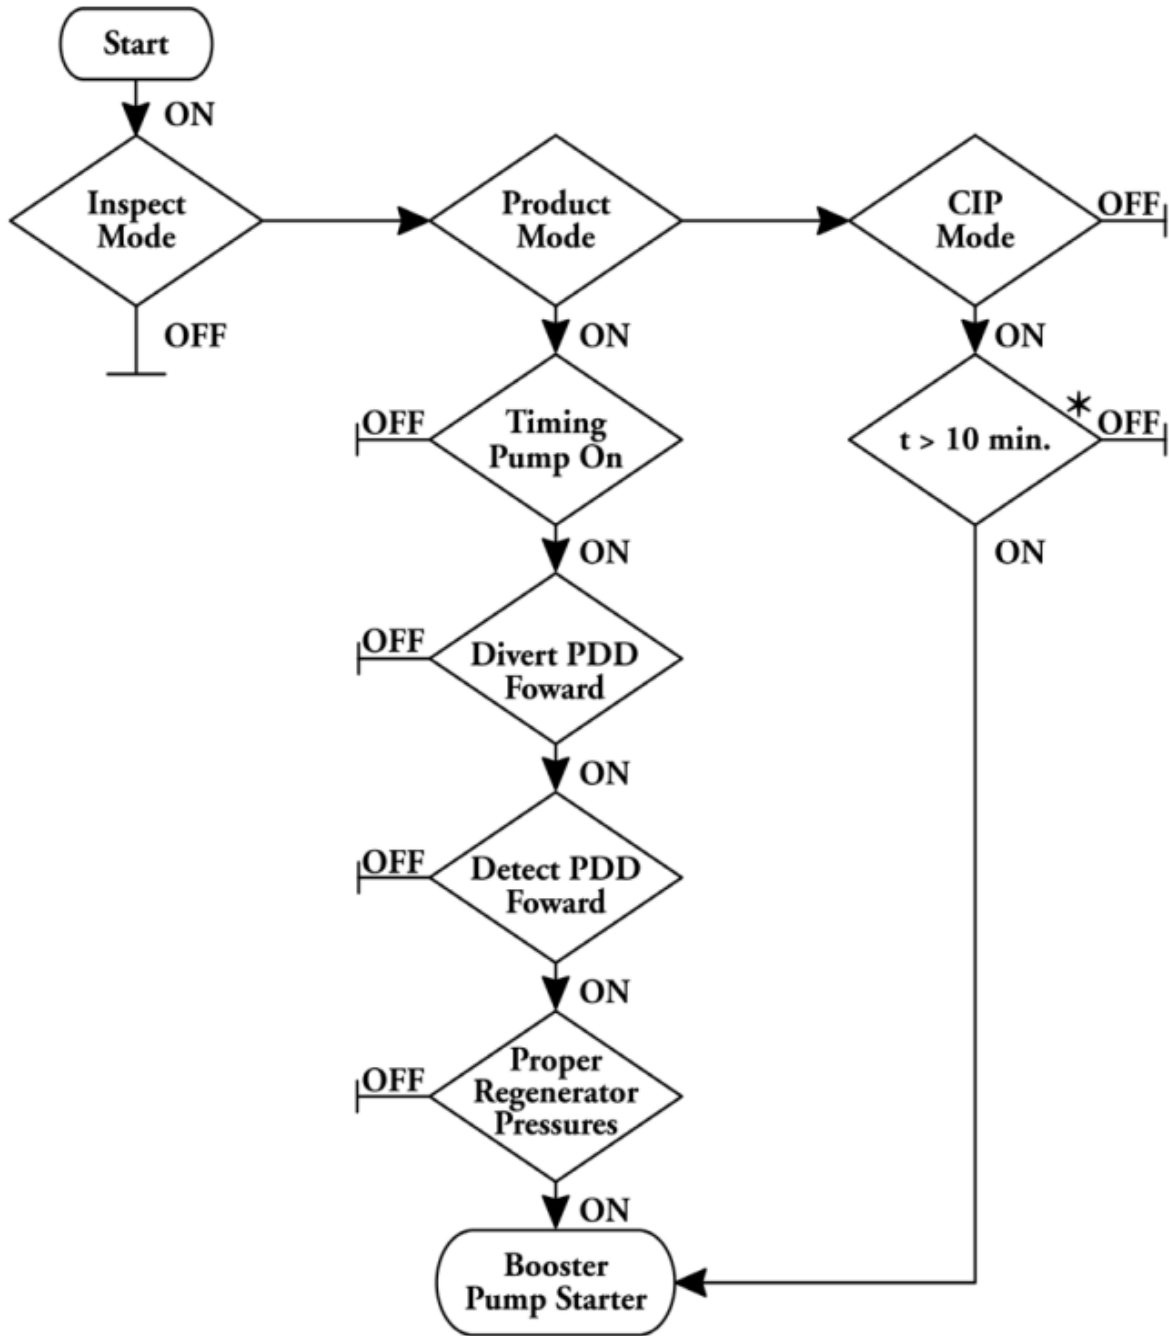 Start
ON
Inspect
Mode
OFF
Product
Mode
ON
CIP
Mode
OFF
ON
OFF
Timing
Pump On
ON
t > 10 min.
* OFF
ON
OFF
Divert PDD
Foward
ON
OFF
Detect PDD
Foward
ON
OFF
Proper
Regenerator
Pressures
ON
Booster
Pump Starter